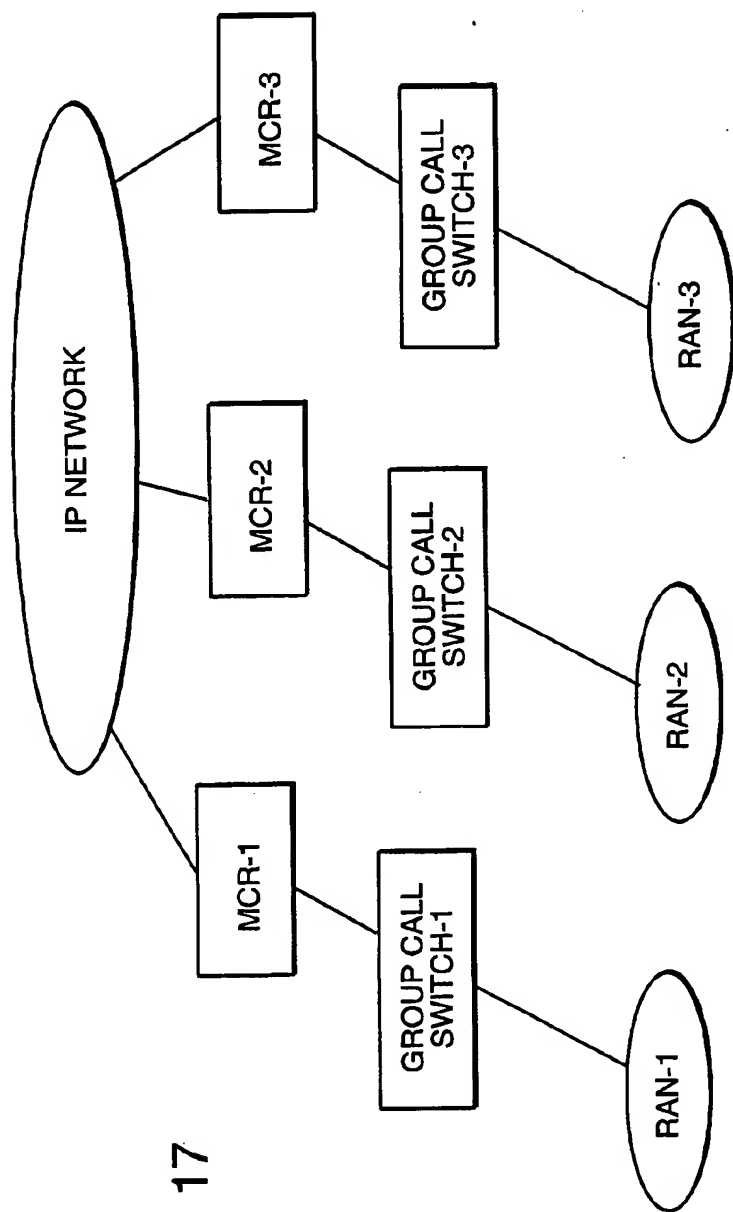 17
IP NETWORK
MCR-1
MCR-2
MCR-3
GROUP CALL
SWITCH-1
GROUP CALL
SWITCH-2
GROUP CALL
SWITCH-3
RAN-1
RAN-2
RAN-3